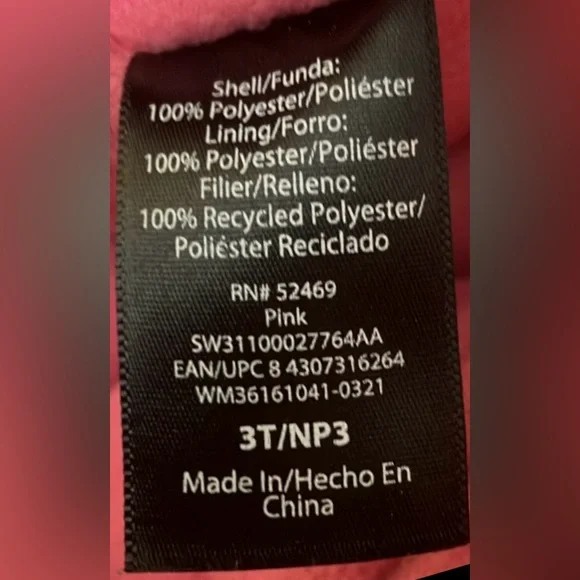 Shell/Funda:
100% Polyester/Poliéster
Lining/Forro:
100% Polyester/Poliéster
Filier/Relleno:
100% Recycled Polyester/
Poliéster Reciclado
RN# 52469
Pink
SW31100027764AA
EAN/UPC 8 4307316264
WM36161041-0321
3T/NP3
Made In/Hecho En
China